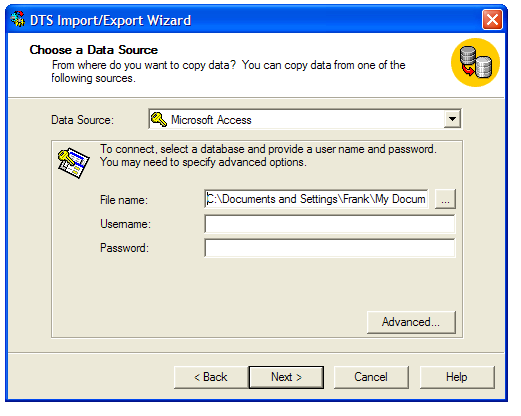 DTS Import/Export Wizard
Choose a Data Source
From where do you want to copy data? You can copy data from one of the
following sources.
Data Source: Microsoft Access
To connect, select a database and provide a user name and password.
You may need to specify advanced options.
File name: C:\Documents and Settings\Frank\My Docum ...
Username:
Password:
Advanced...
< Back Next > Cancel Help